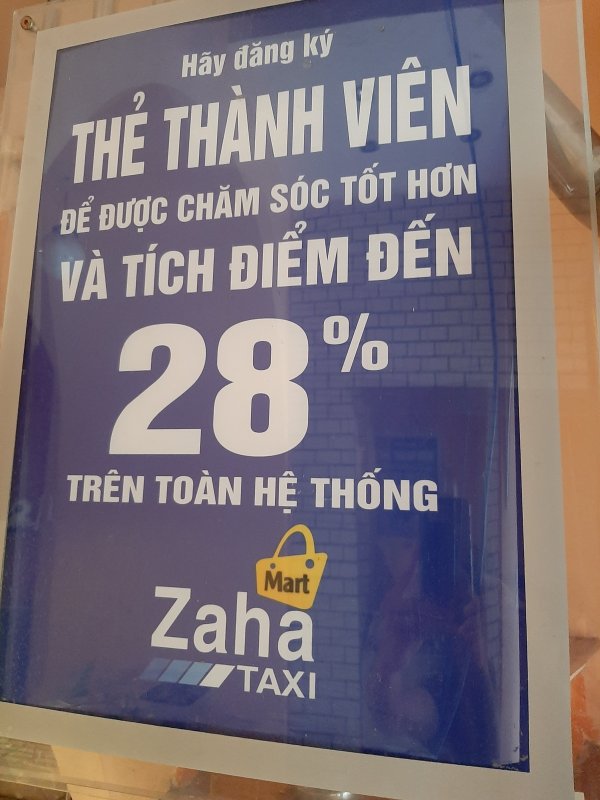 Hãy đăng ký
THẺ THÀNH VIÊN
ĐỂ ĐƯỢC CHĂM SÓC TỐT HƠN
VÀ TÍCH ĐIỂM ĐẾN
28%
TRÊN TOÀN HỆ THỐNG
Mart
Zaha
TAXI